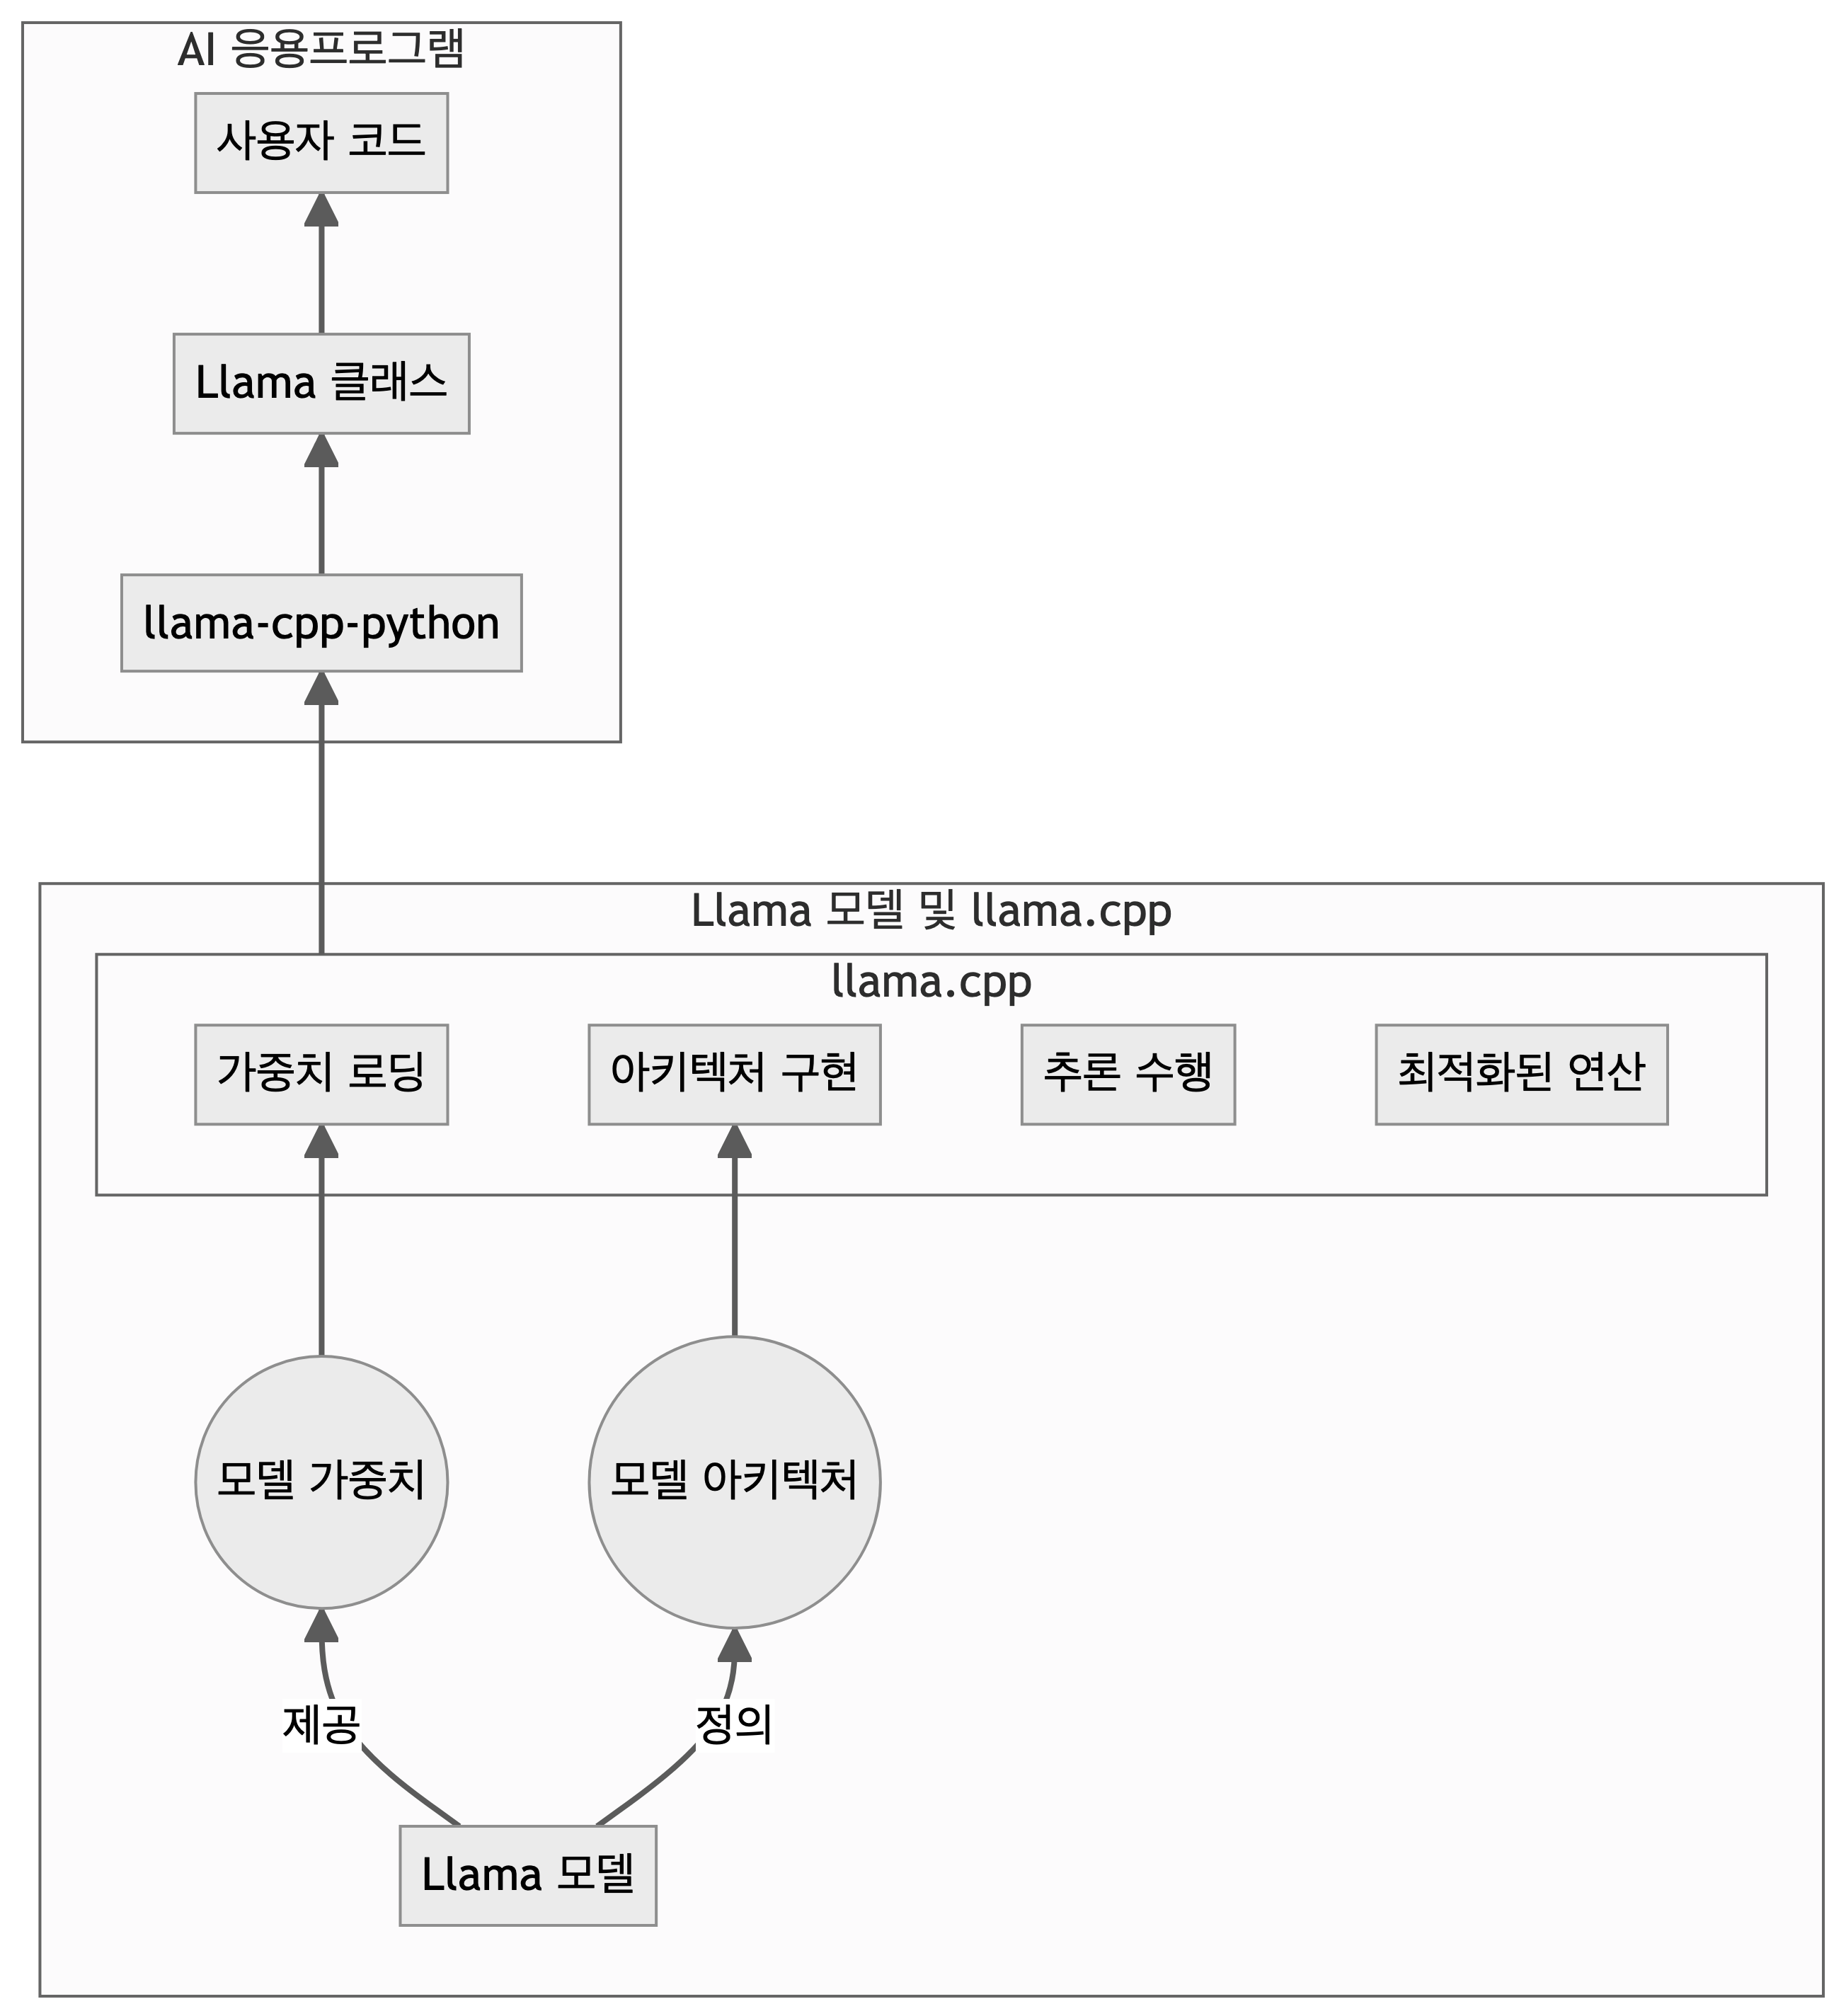 AI 응용프로그램
사용자 코드
Llama 클래스
llama-cpp-python
Llama 모델 및 llama.cpp
llama.cpp
가중치 로딩
아키텍처 구현
추론 수행
최적화된 연산
모델 가중치
모델 아키텍처
제공
정의
Llama 모델